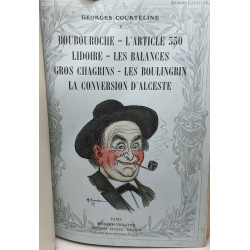 GEORGES COURTELINE
BOUBOUROCHE – L'ARTICLE 330
LIDOIRE – LES BALANCES
GROS CHAGRINS – LES BOULINGRIN
LA CONVERSION D'ALCESTE
PARIS